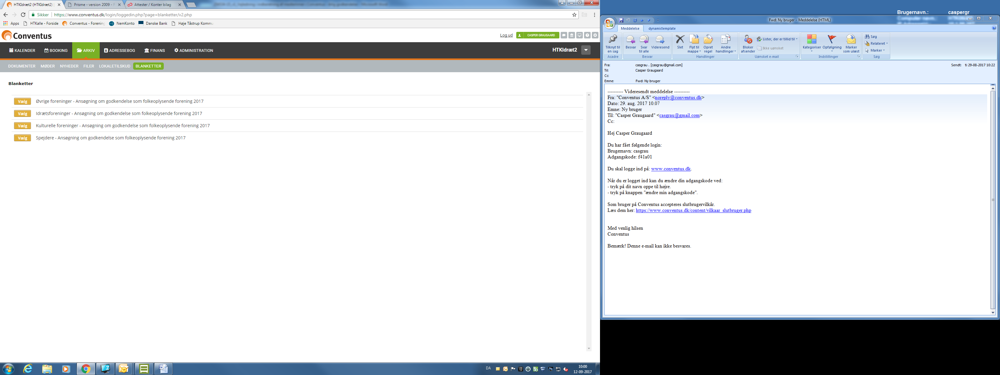 HTKIdræt2 (HTKIdræt2) |
Prisme - version 2009 - F
Attester / Konter bilag
Sikker
https://www.conventus.dk/login/loggedin.php?page=blanketter/v2.php
Apps
HTKalle - Forside
Conventus - Forening
NemKonto
Danske Bank
Høje Tåstrup Kommu
Conventus
Log ud
CASPER GRAUGAARD
KALENDER
BOOKING
ARKIV
ADRESSEBOG
FINANS
ADMINISTRATION
HTKIdræt2
DOKUMENTER
MØDER
NYHEDER
FILER
LOKALETILSKUD
BLANKETTER
Blanketter
Vælg Øvrige foreninger - Ansøgning om godkendelse som folkeoplysende forening 2017
Vælg Idrætsforeninger - Ansøgning om godkendelse som folkeoplysende forening 2017
Vælg Kulturelle foreninger - Ansøgning om godkendelse som folkeoplysende forening 2017
Vælg Spejdere - Ansøgning om godkendelse som folkeoplysende forening 2017
DA
10:00
12-09-2017
Brugernavn.: caspergr
Fwd: Ny bruger - Meddelelse (HTML)
Meddelelse
dynamictemplate
Tilknyt til en sag
Acadre
Besvar
Svar til alle
Videresend
Besvar
Slet
Flyt til mappe
Opret regel
Andre handlinger
Handlinger
Bloker afsender
Lister, der er tillid til
Ikke uønsket
Uønsket e-mail
Kategoriser
Opfølgning
Marker som ulæst
Indstillinger
Søg
Relateret
Marker
Søg
Fra: casgrau . [casgrau@gmail.com]
Sendt: ti 29-08-2017 10:22
Til: Casper Graugaard
Cc:
Emne: Fwd: Ny bruger
---------- Videresendt meddelelse ----------
Fra: "Conventus A/S" <noreply@conventus.dk>
Dato: 29. aug. 2017 10.07
Emne: Ny bruger
Til: "Casper Graugaard" <casgrau@gmail.com>
Cc:
Hej Casper Graugaard
Du har fået følgende login:
Brugernavn: casgrau
Adgangskode: f41a01
Du skal logge ind på: www.conventus.dk.
Når du er logget ind kan du ændre din adgangskode ved:
- tryk på dit navn oppe til højre.
- tryk på knappen "ændre min adgangskode".
Som bruger på Conventus accepteres slutbrugervilkår.
Læs dem her: https://www.conventus.dk/content/vilkaar_slutbruger.php
Med venlig hilsen
Conventus
Bemærk! Denne e-mail kan ikke besvares.